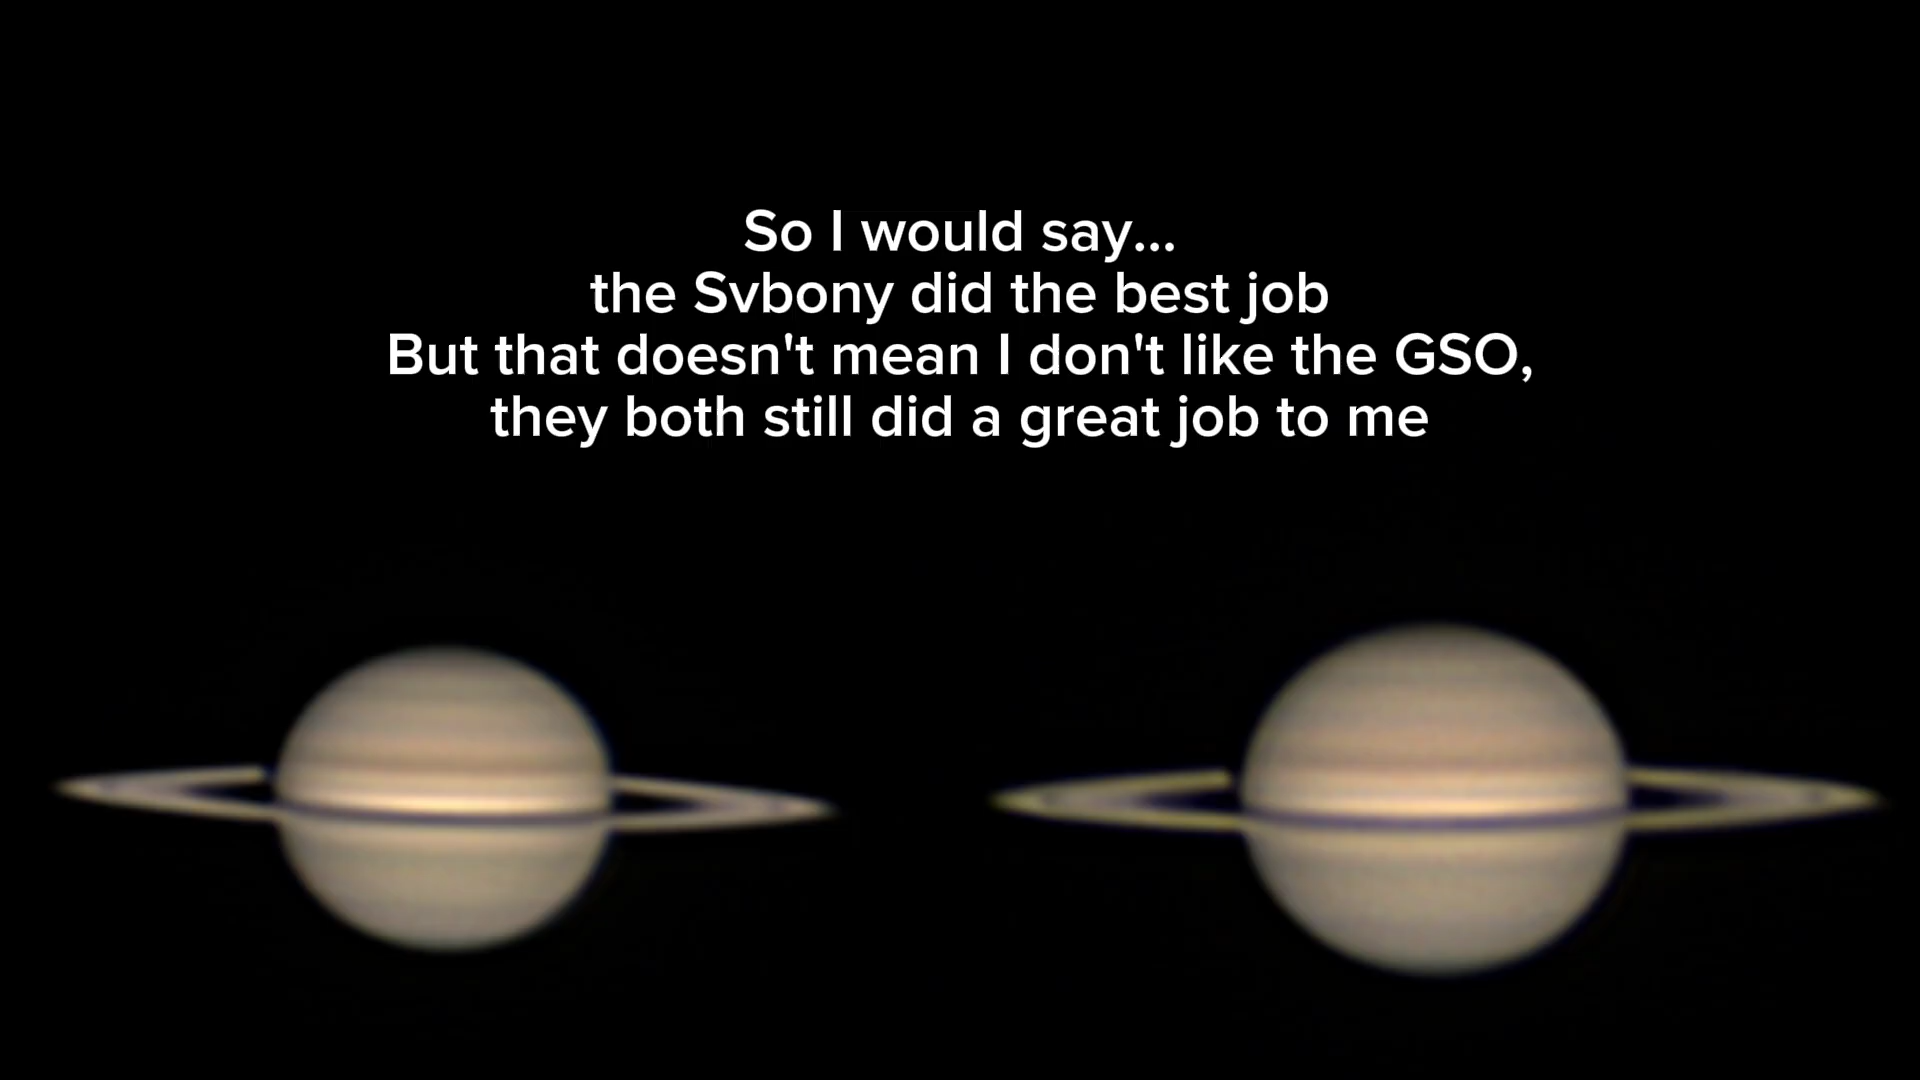 So I would say...
the Svbony did the best job
But that doesn't mean I don't like the GSO,
they both still did a great job to me